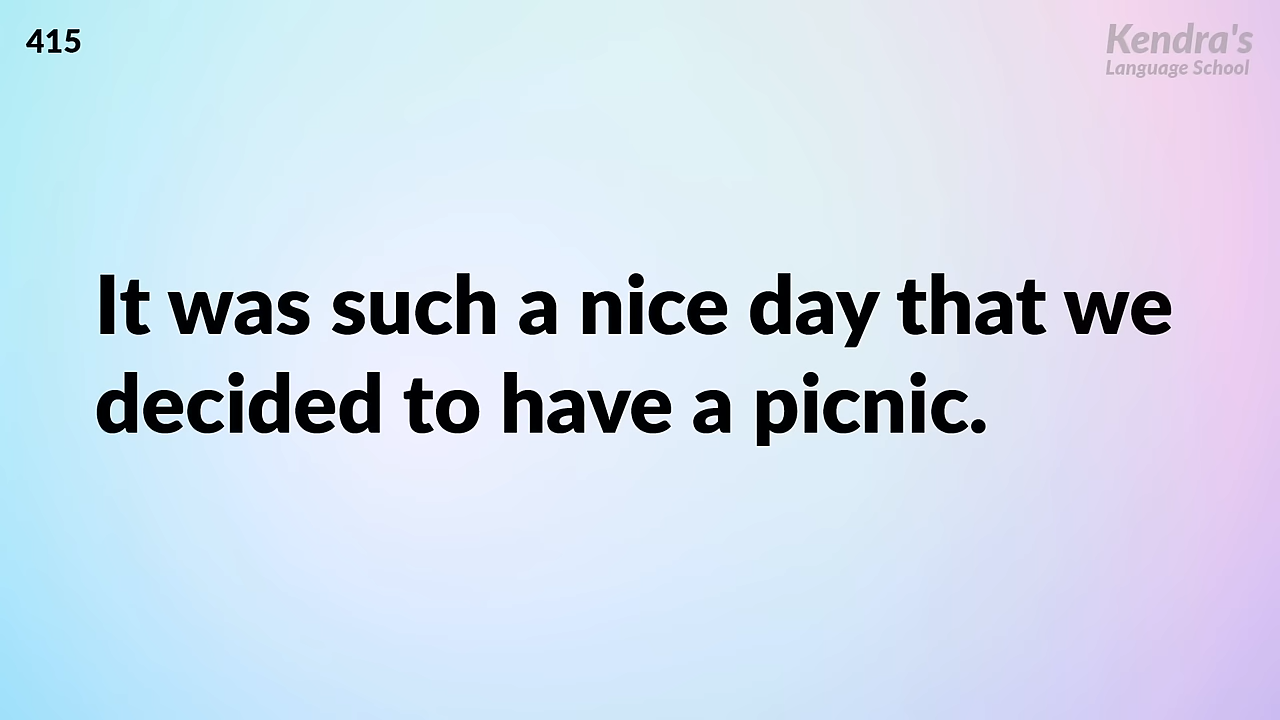 415
Kendra's
Language School
It was such a nice day that we
decided to have a picnic.